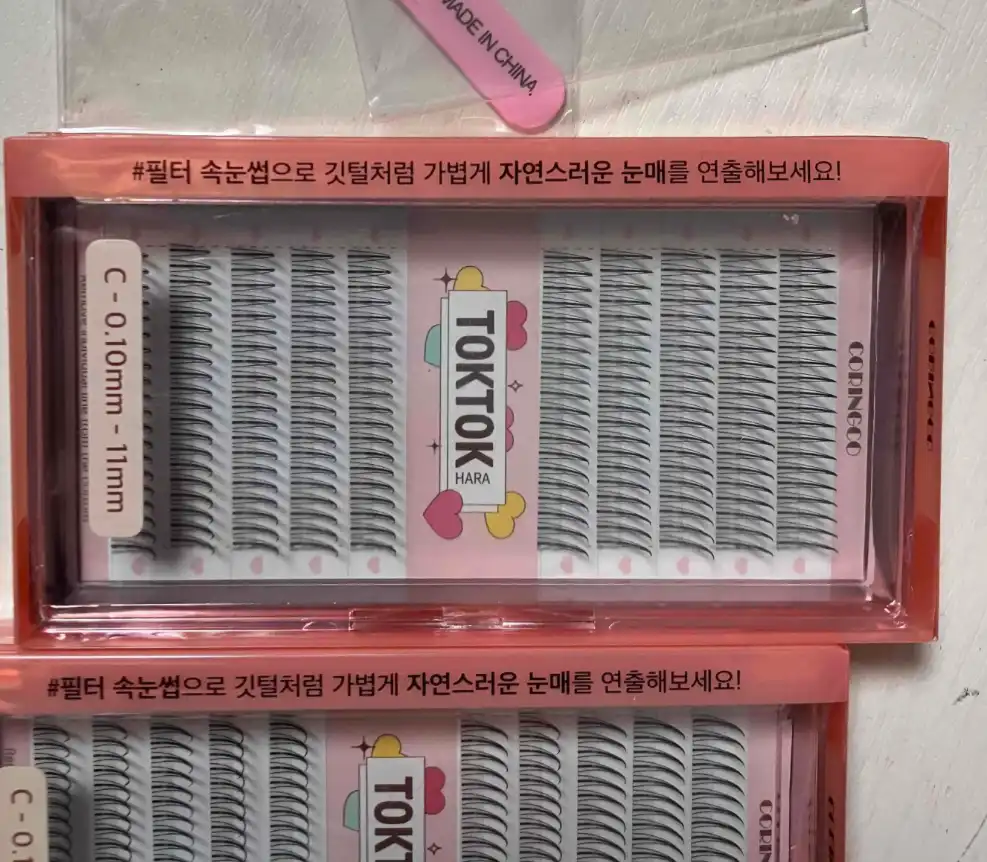 MADE IN CHINA.
#필터 속눈썹으로 깃털처럼 가볍게 자연스러운 눈매를 연출해보세요!
C - 0.10mm - 11mm
TOKTOK
HARA
CORINGCO
#필터 속눈썹으로 깃털처럼 가볍게 자연스러운 눈매를 연출해보세요!